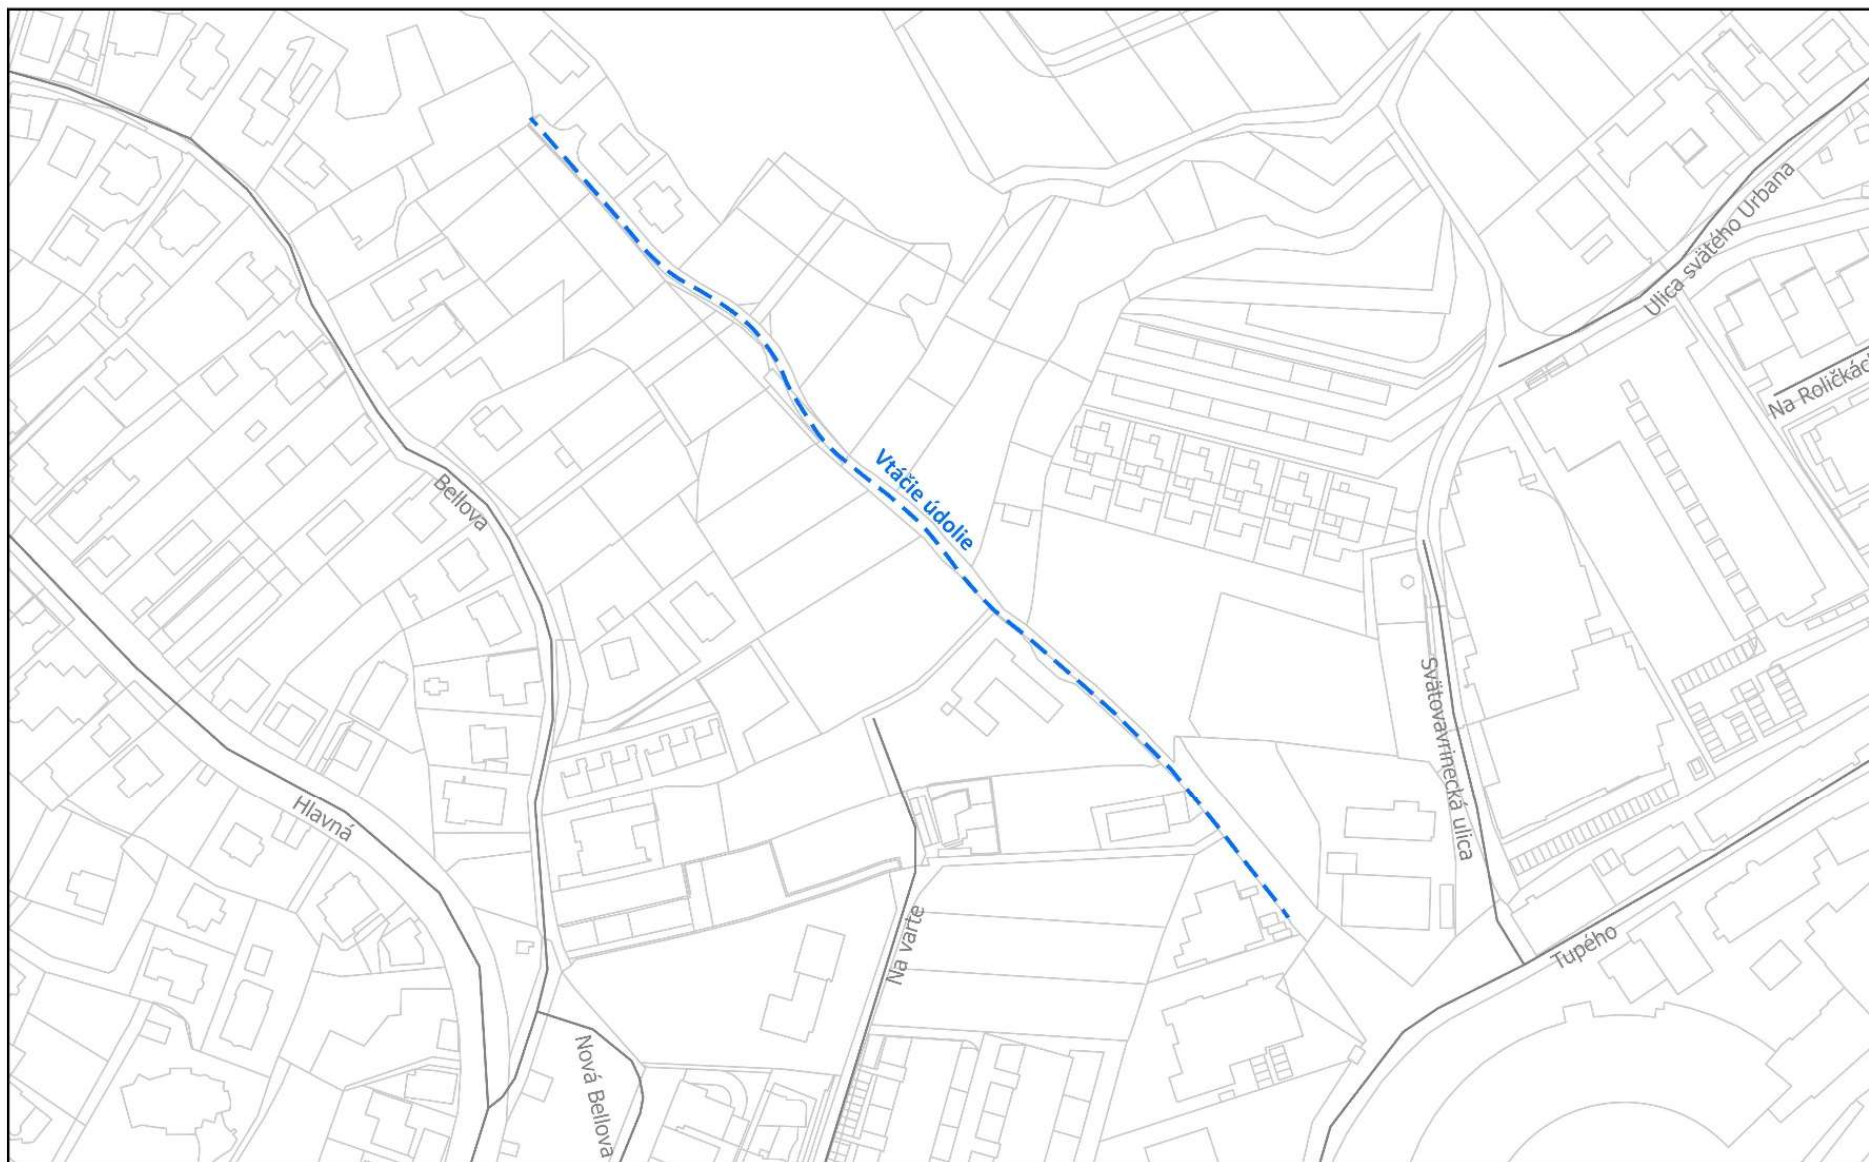 Ulica svätého Urbana
Na Roličkách
Bellova
Vtáčie údolie
Svätovavrinecká ulica
Hlavná
Na varte
Tupého
Nová Bellova